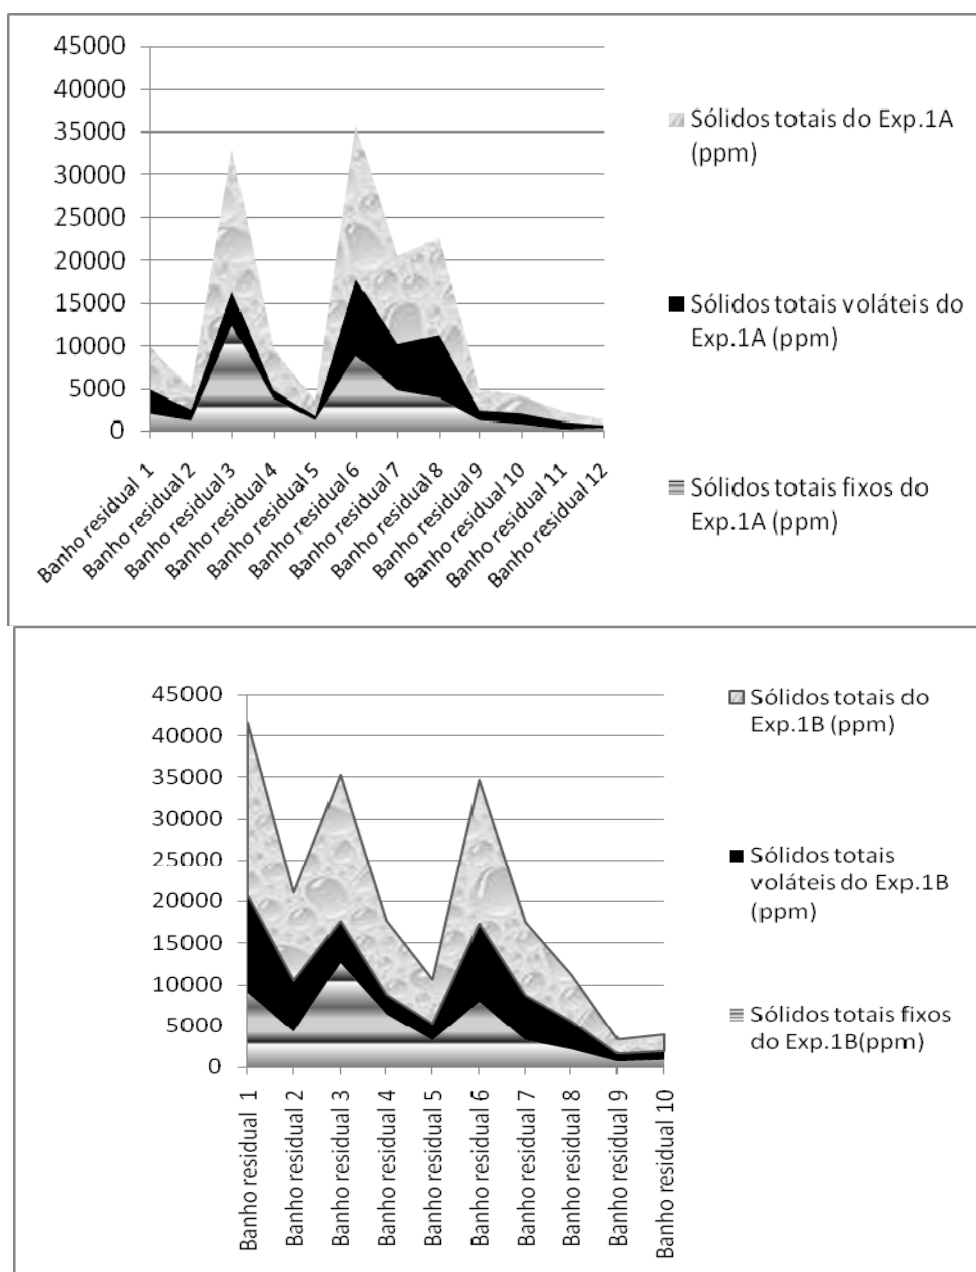 45000
40000
35000
30000
25000
20000
15000
10000
5000
0
Banho residual 1
Banho residual 2
Banho residual 3
Banho residual 4
Banho residual 5
Banho residual 6
Banho residual 7
Banho residual 8
Banho residual 9
Banho residual 10
Banho residual 11
Banho residual 12
Sólidos totais do Exp.1A
(ppm)
Sólidos totais voláteis do
Exp.1A (ppm)
Sólidos totais fixos do
Exp.1A (ppm)
45000
40000
35000
30000
25000
20000
15000
10000
5000
0
Banho residual 1
Banho residual 2
Banho residual 3
Banho residual 4
Banho residual 5
Banho residual 6
Banho residual 7
Banho residual 8
Banho residual 9
Banho residual 10
Sólidos totais do
Exp.1B (ppm)
Sólidos totais
voláteis do Exp.1B
(ppm)
Sólidos totais fixos
do Exp.1B(ppm)